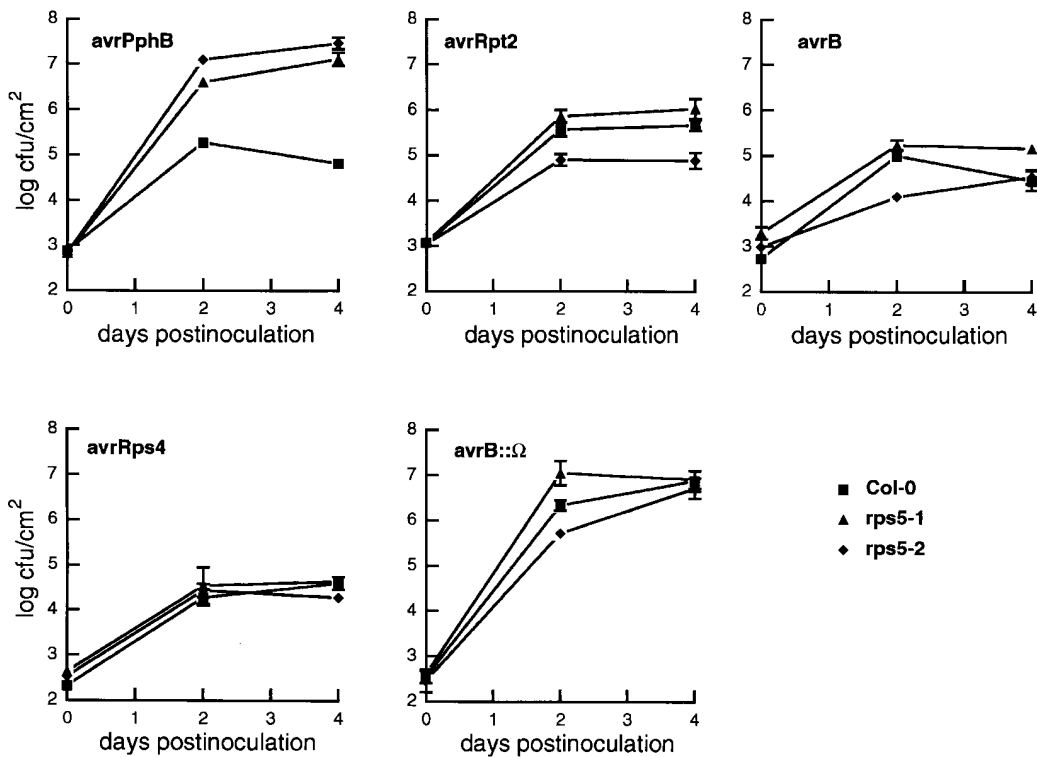 avrPphB
log cfu/cm²
8
7
6
5
4
3
2
0 1 2 3 4
days postinoculation
avrRpt2
8
7
6
5
4
3
2
0 1 2 3 4
days postinoculation
avrB
8
7
6
5
4
3
2
0 1 2 3 4
days postinoculation
avrRps4
log cfu/cm²
8
7
6
5
4
3
2
0 1 2 3 4
days postinoculation
avrB::Ω
8
7
6
5
4
3
2
0 1 2 3 4
days postinoculation
Col-0
rps5-1
rps5-2